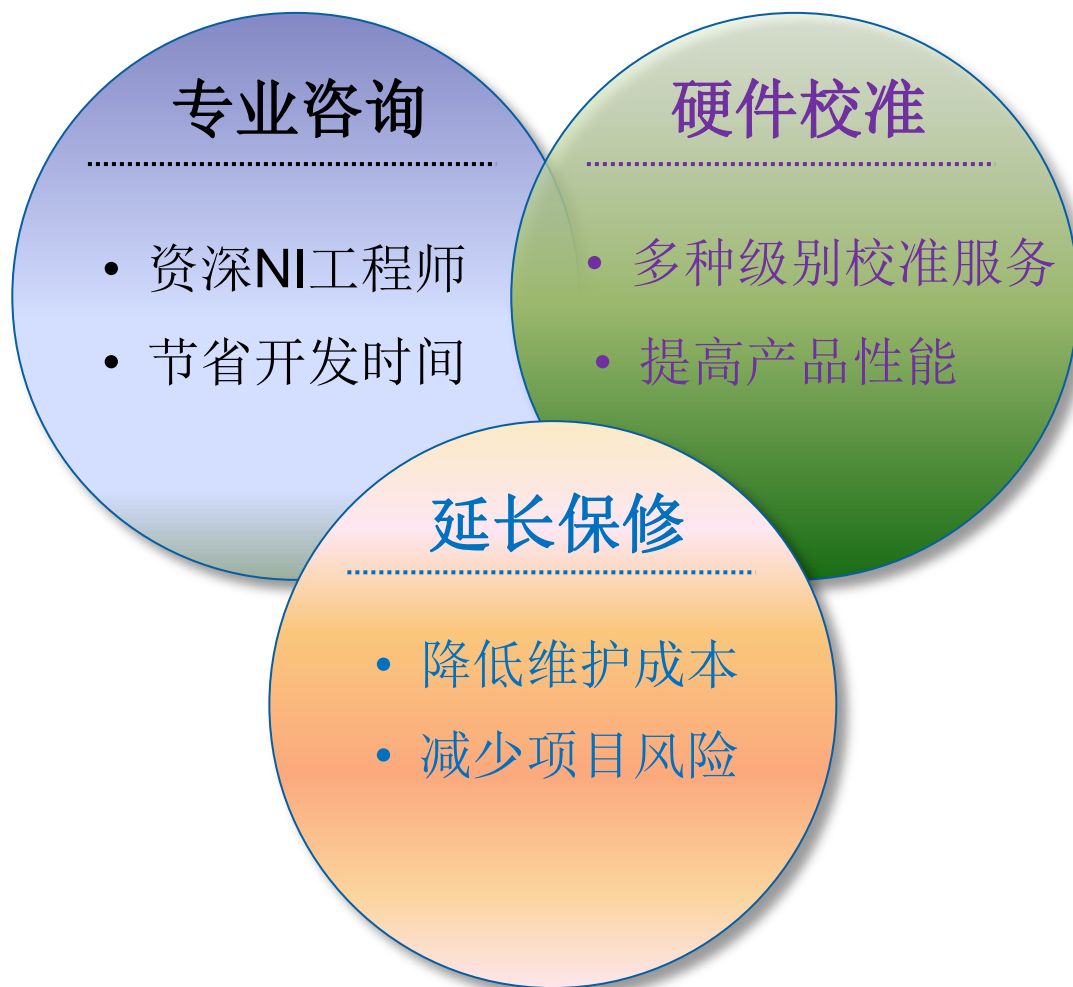 专业咨询
• 资深NI工程师
• 节省开发时间
硬件校准
• 多种级别校准服务
• 提高产品性能
延长保修
• 降低维护成本
• 减少项目风险